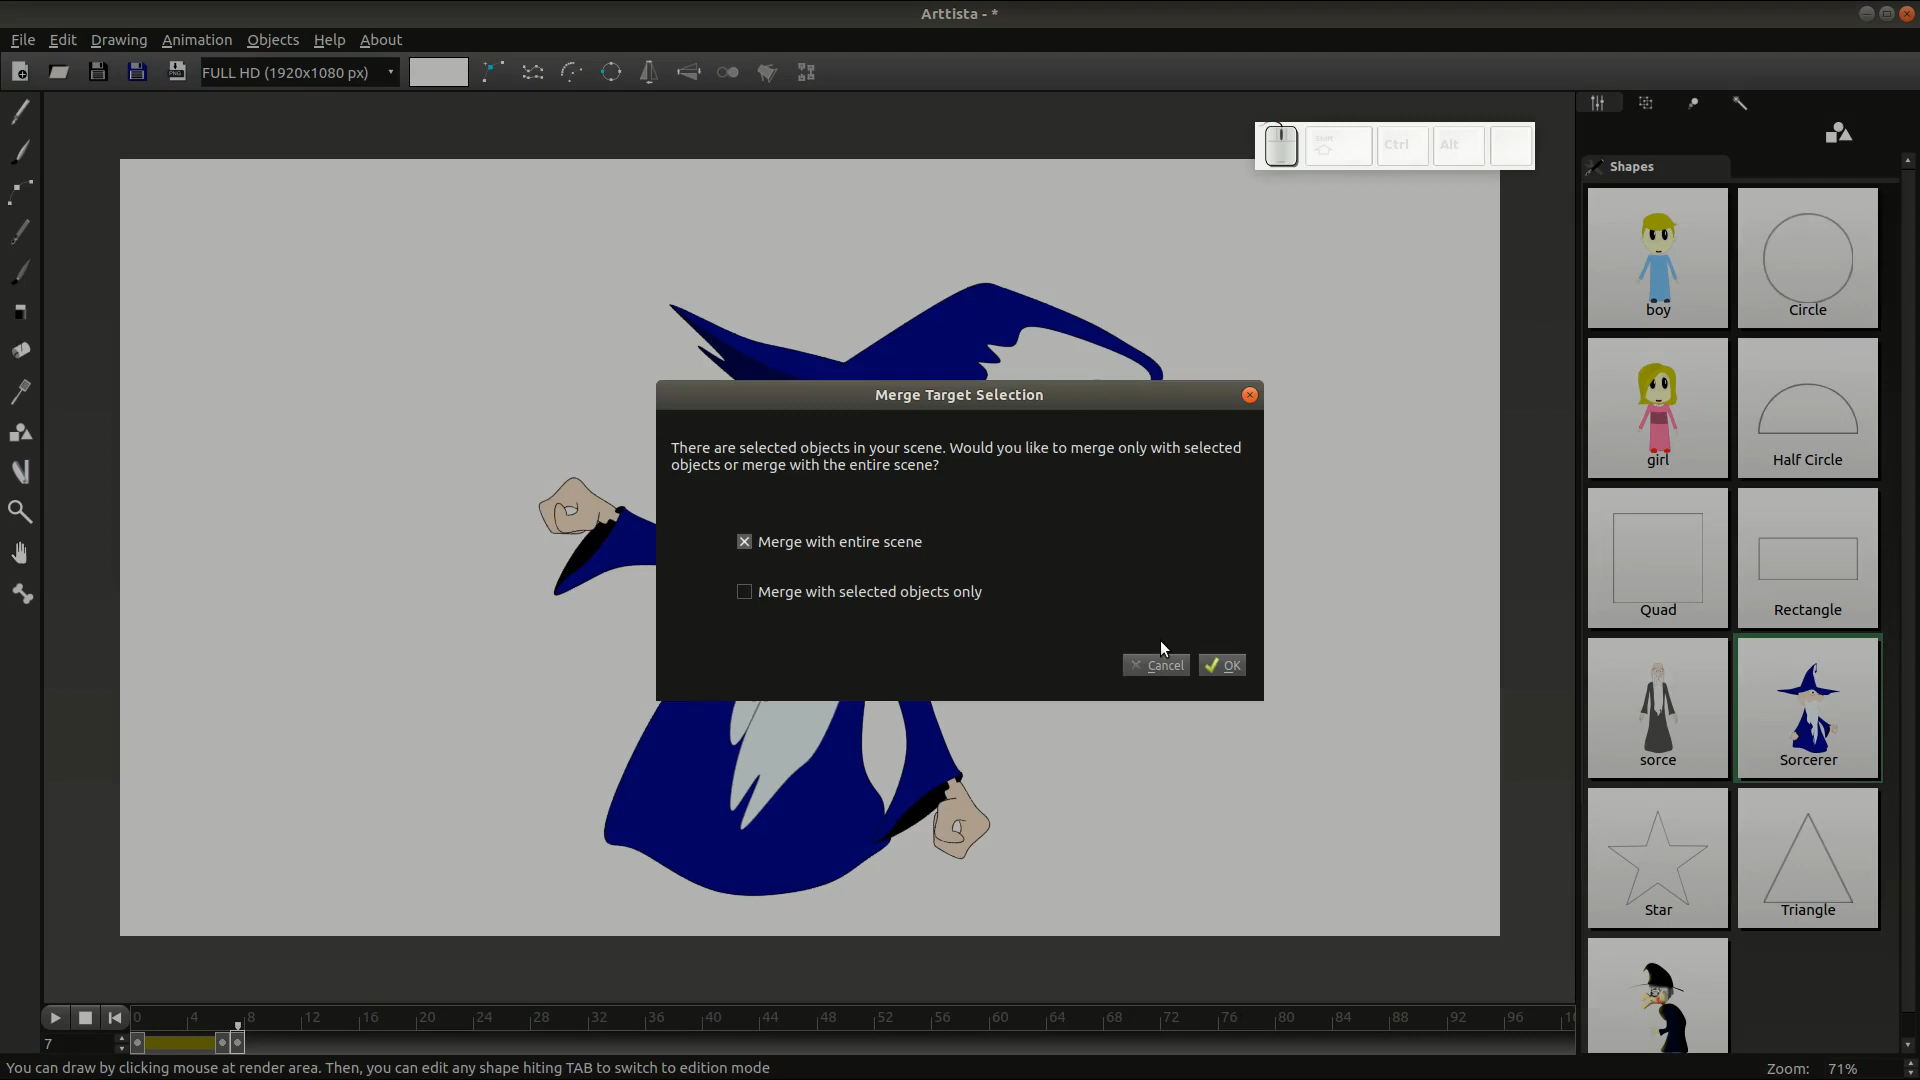 Arttista - *
File Edit Drawing Animation Objects Help About
FULL HD (1920x1080 px)
Shift Ctrl Alt
Shapes
boy Circle
girl Half Circle
Quad Rectangle
sorce Sorcerer
Star Triangle
Merge Target Selection
There are selected objects in your scene. Would you like to merge only with selected
objects or merge with the entire scene?
Merge with entire scene
Merge with selected objects only
Cancel OK
0 4 8 12 16 20 24 28 32 36 40 44 48 52 56 60 64 68 72 76 80 84 88 92 96
7
You can draw by clicking mouse at render area. Then, you can edit any shape hiting TAB to switch to edition mode
Zoom: 71%